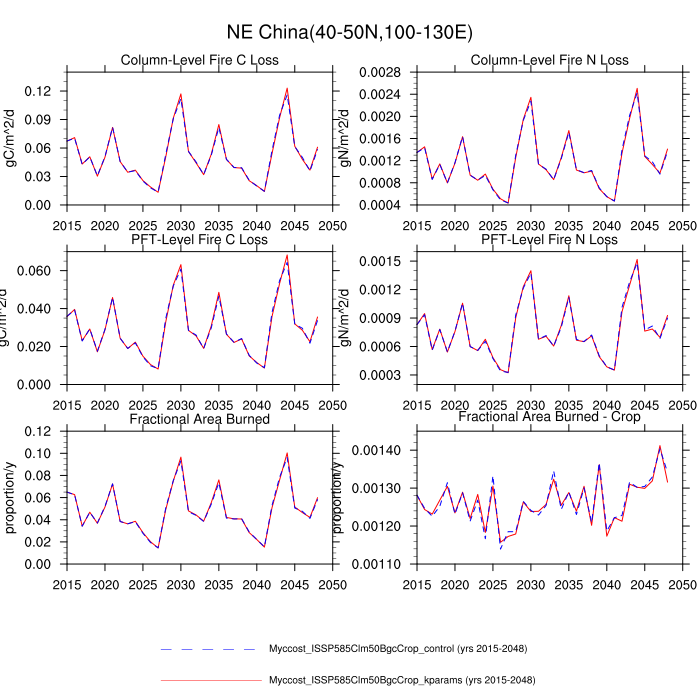 NE China(40-50N,100-130E)
Column-Level Fire C Loss
Column-Level Fire N Loss
gC/m^2/d
0.12
0.09
0.06
0.03
0.00
2015 2020 2025 2030 2035 2040 2045 2050
gN/m^2/d
0.0028
0.0024
0.0020
0.0016
0.0012
0.0008
0.0004
2015 2020 2025 2030 2035 2040 2045 2050
PFT-Level Fire C Loss
PFT-Level Fire N Loss
gC/m^2/d
0.060
0.040
0.020
0.000
2015 2020 2025 2030 2035 2040 2045 2050
gN/m^2/d
0.0015
0.0012
0.0009
0.0006
0.0003
2015 2020 2025 2030 2035 2040 2045 2050
Fractional Area Burned
Fractional Area Burned - Crop
proportion/y
0.12
0.10
0.08
0.06
0.04
0.02
0.00
2015 2020 2025 2030 2035 2040 2045 2050
proportion/y
0.00140
0.00130
0.00120
0.00110
2015 2020 2025 2030 2035 2040 2045 2050
Myccost_ISSP585Clm50BgcCrop_control (yrs 2015-2048)
Myccost_ISSP585Clm50BgcCrop_kparams (yrs 2015-2048)